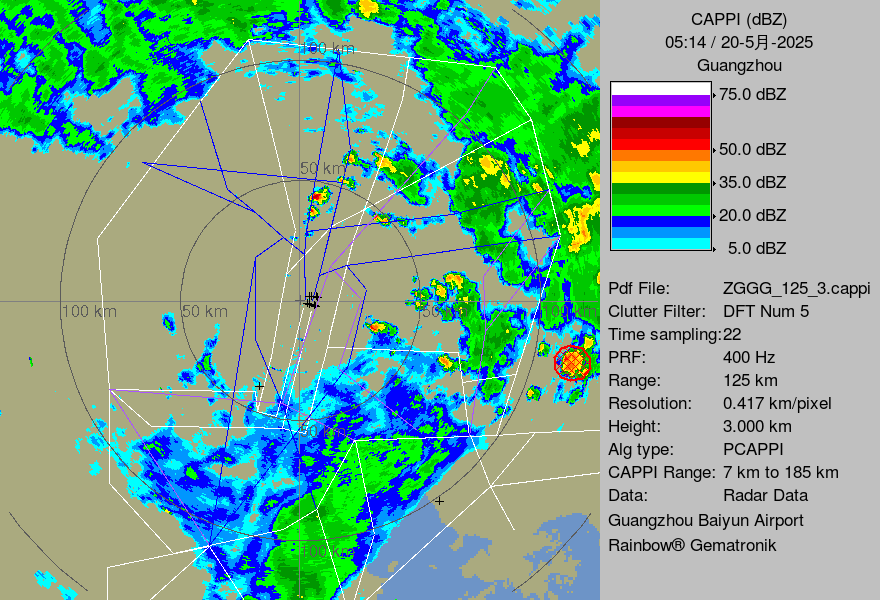 CAPPI (dBZ)
05:14 / 20-5月-2025
Guangzhou
75.0 dBZ
50.0 dBZ
35.0 dBZ
20.0 dBZ
5.0 dBZ
Pdf File: ZGGG_125_3.cappi
Clutter Filter: DFT Num 5
Time sampling:22
PRF: 400 Hz
Range: 125 km
Resolution: 0.417 km/pixel
Height: 3.000 km
Alg type: PCAPPI
CAPPI Range: 7 km to 185 km
Data: Radar Data
Guangzhou Baiyun Airport
Rainbow® Gematronik
100 km
50 km
100 km
50 km
50 km
100 km
50 km
100 km